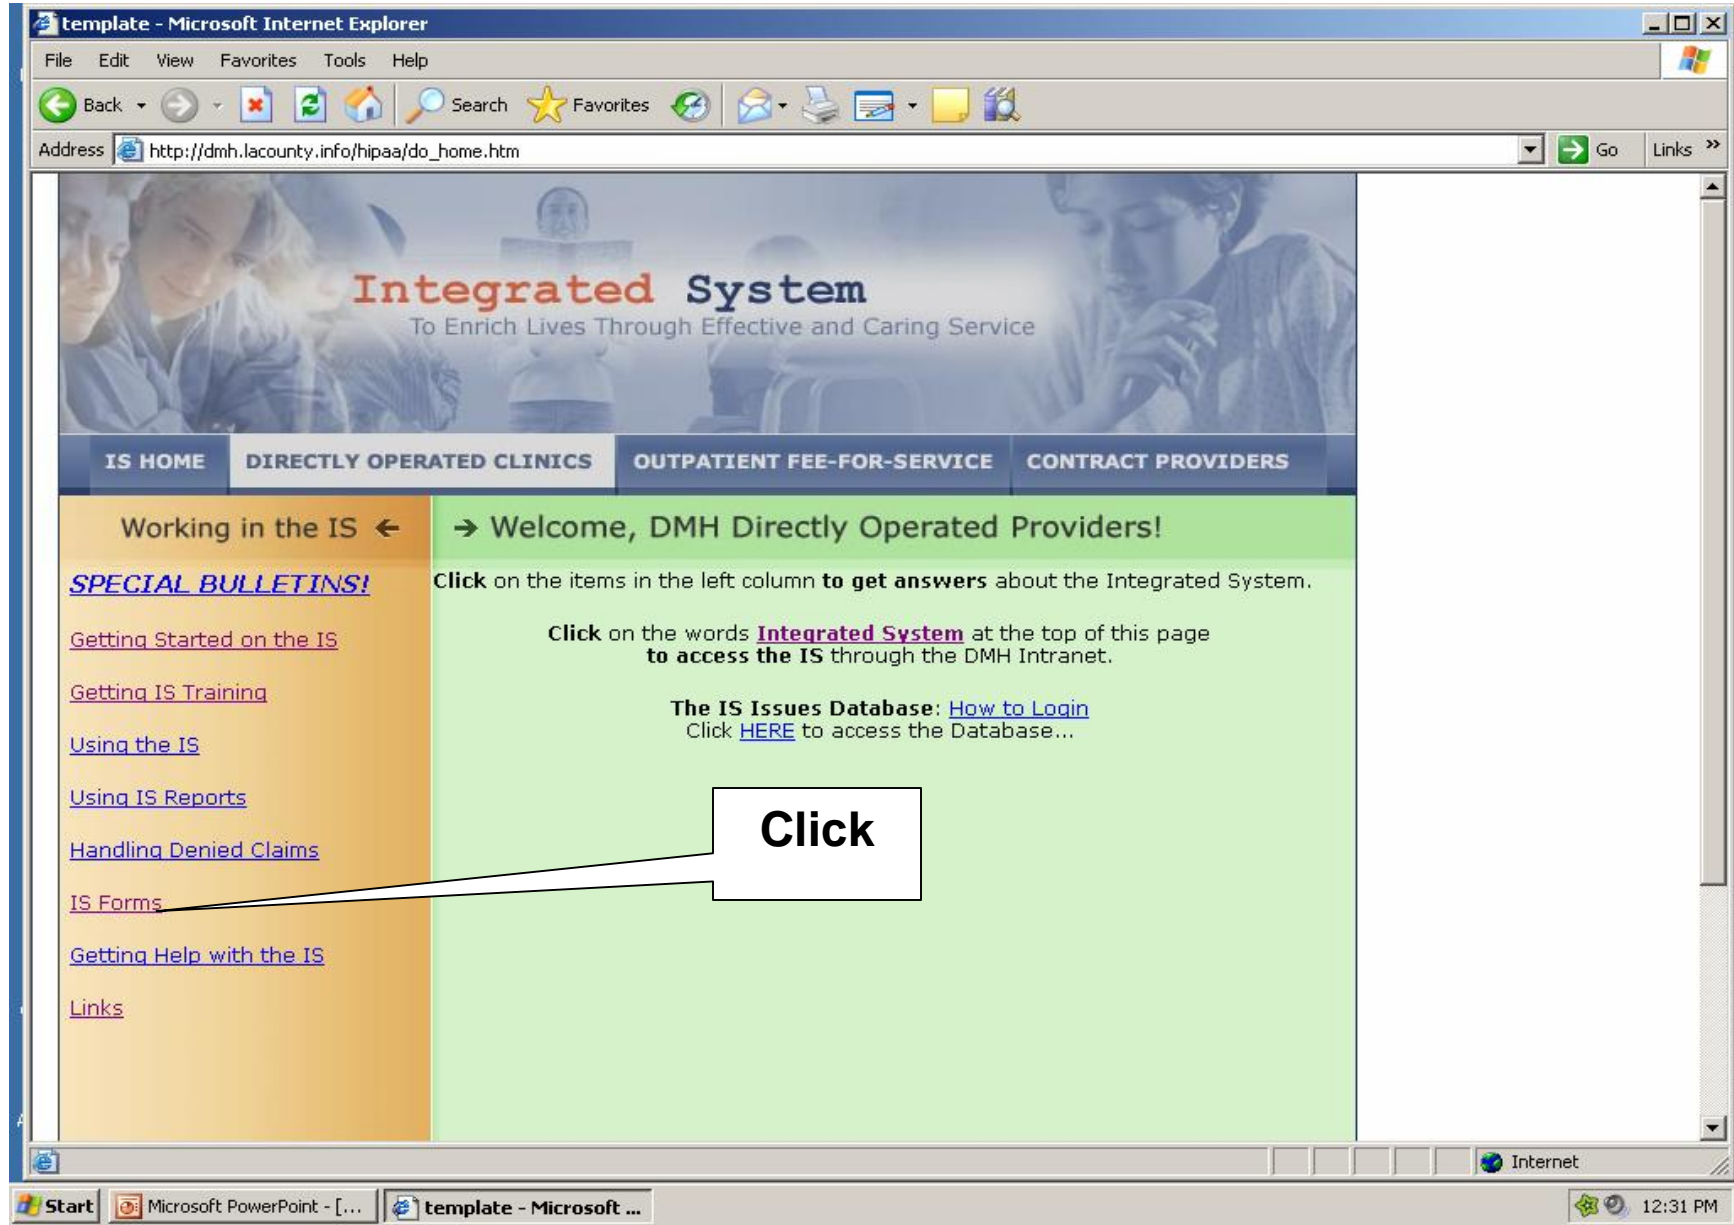 template - Microsoft Internet Explorer
File Edit View Favorites Tools Help
Back Search Favorites
Address http://dmh.lacounty.info/hipaa/do_home.htm Go Links »
Integrated System
To Enrich Lives Through Effective and Caring Service
IS HOME DIRECTLY OPERATED CLINICS OUTPATIENT FEE-FOR-SERVICE CONTRACT PROVIDERS
Working in the IS ←
→ Welcome, DMH Directly Operated Providers!
SPECIAL BULLETINS!
Getting Started on the IS
Getting IS Training
Using the IS
Using IS Reports
Handling Denied Claims
IS Forms
Getting Help with the IS
Links
Click on the items in the left column to get answers about the Integrated System.
Click on the words Integrated System at the top of this page
to access the IS through the DMH Intranet.
The IS Issues Database: How to Login
Click HERE to access the Database...
Click
Internet
Start Microsoft PowerPoint - [... template - Microsoft ... 12:31 PM